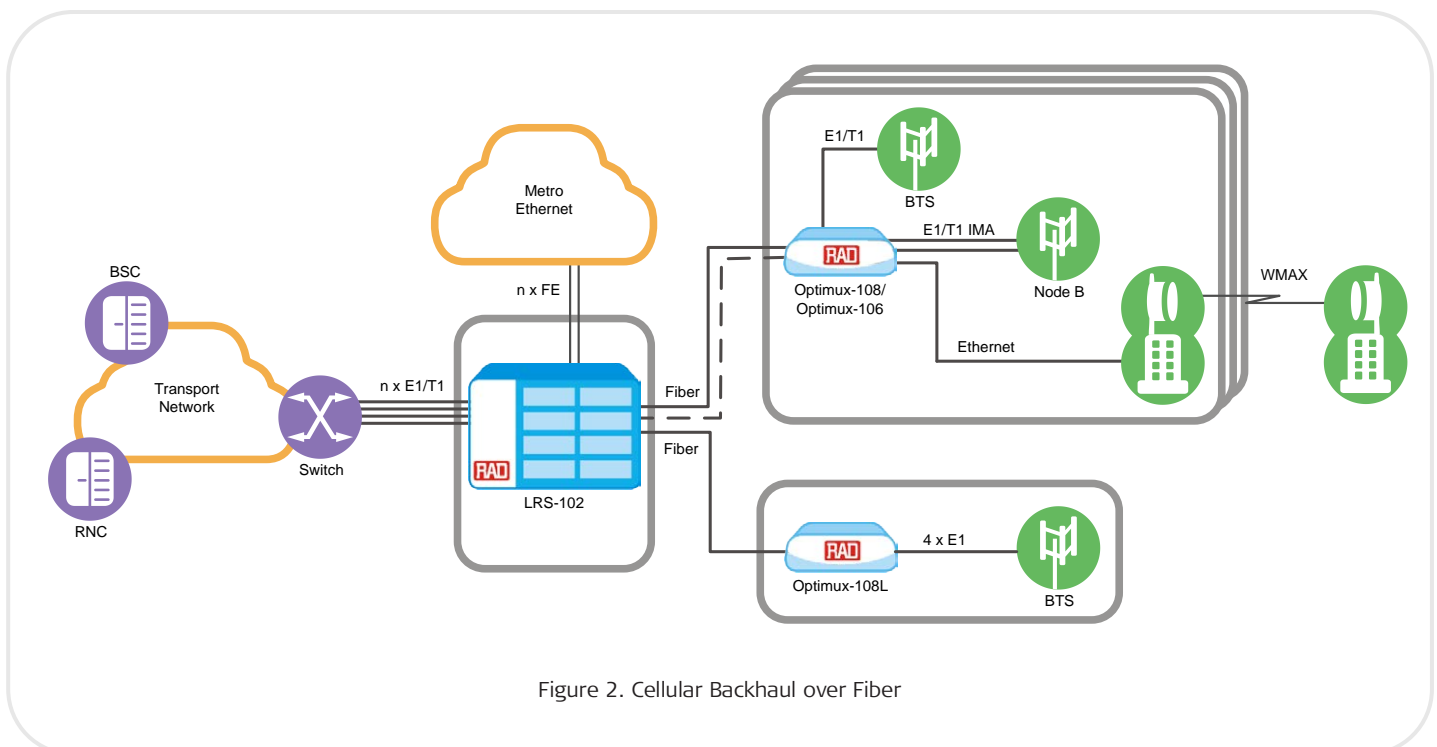 Metro
Ethernet
n x FE
BSC
Transport
Network
RNC
Switch
n x E1/T1
RAD
LRS-102
Fiber
Fiber
E1/T1
BTS
RAD
Optimux-108/
Optimux-106
E1/T1 IMA
Node B
Ethernet
WMAX
RAD
Optimux-108L
4 x E1
BTS
Figure 2. Cellular Backhaul over Fiber